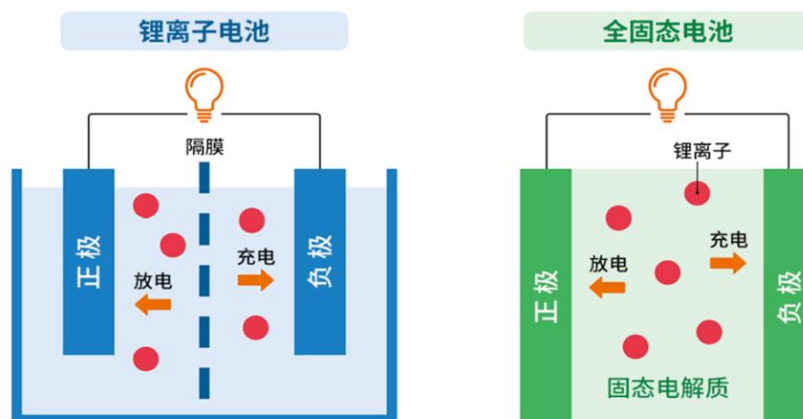 锂离子电池
隔膜
正极
负极
放电
充电
全固态电池
锂离子
正极
负极
放电
充电
固态电解质